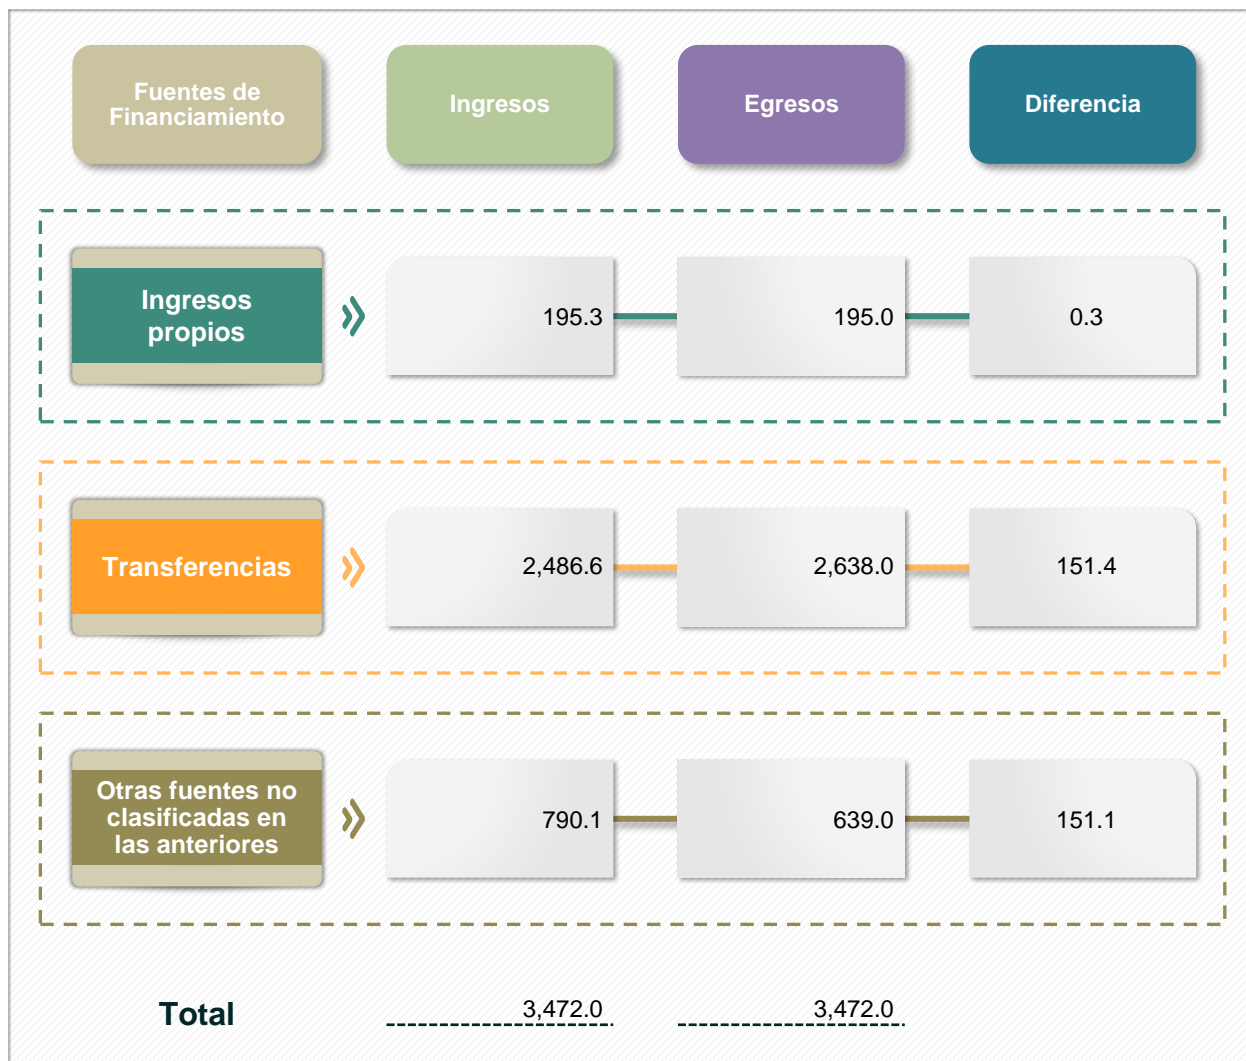 Fuentes de
Financiamiento
Ingresos
Egresos
Diferencia
Ingresos
propios
195.3
195.0
0.3
Transferencias
2,486.6
2,638.0
151.4
Otras fuentes no
clasificadas en
las anteriores
790.1
639.0
151.1
Total
3,472.0
3,472.0